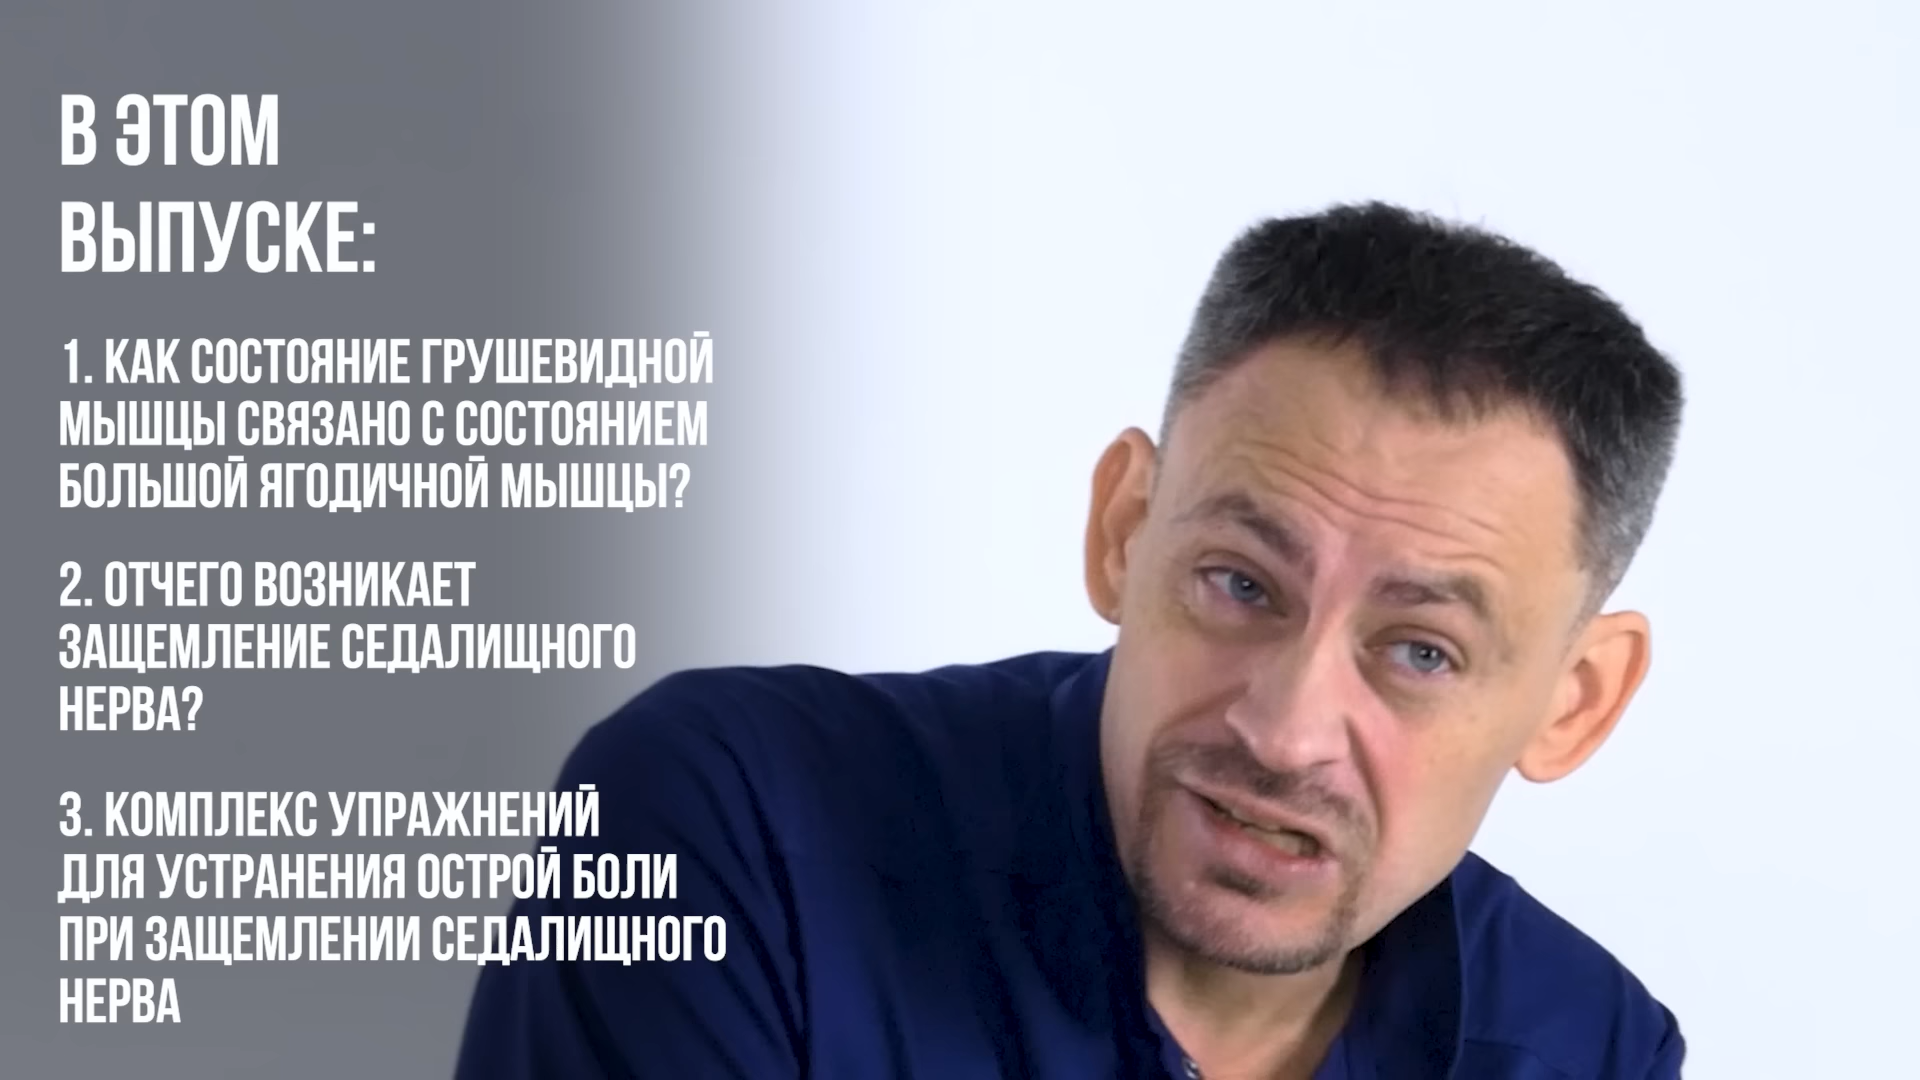 В ЭТОМ
ВЫПУСКЕ:
1. КАК СОСТОЯНИЕ ГРУШЕВИДНОЙ
МЫШЦЫ СВЯЗАНО С СОСТОЯНИЕМ
БОЛЬШОЙ ЯГОДИЧНОЙ МЫШЦЫ?
2. ОТЧЕГО ВОЗНИКАЕТ
ЗАЩЕМЛЕНИЕ СЕДАЛИЩНОГО
НЕРВА?
3. КОМПЛЕКС УПРАЖНЕНИЙ
ДЛЯ УСТРАНЕНИЯ ОСТРОЙ БОЛИ
ПРИ ЗАЩЕМЛЕНИИ СЕДАЛИЩНОГО
НЕРВА